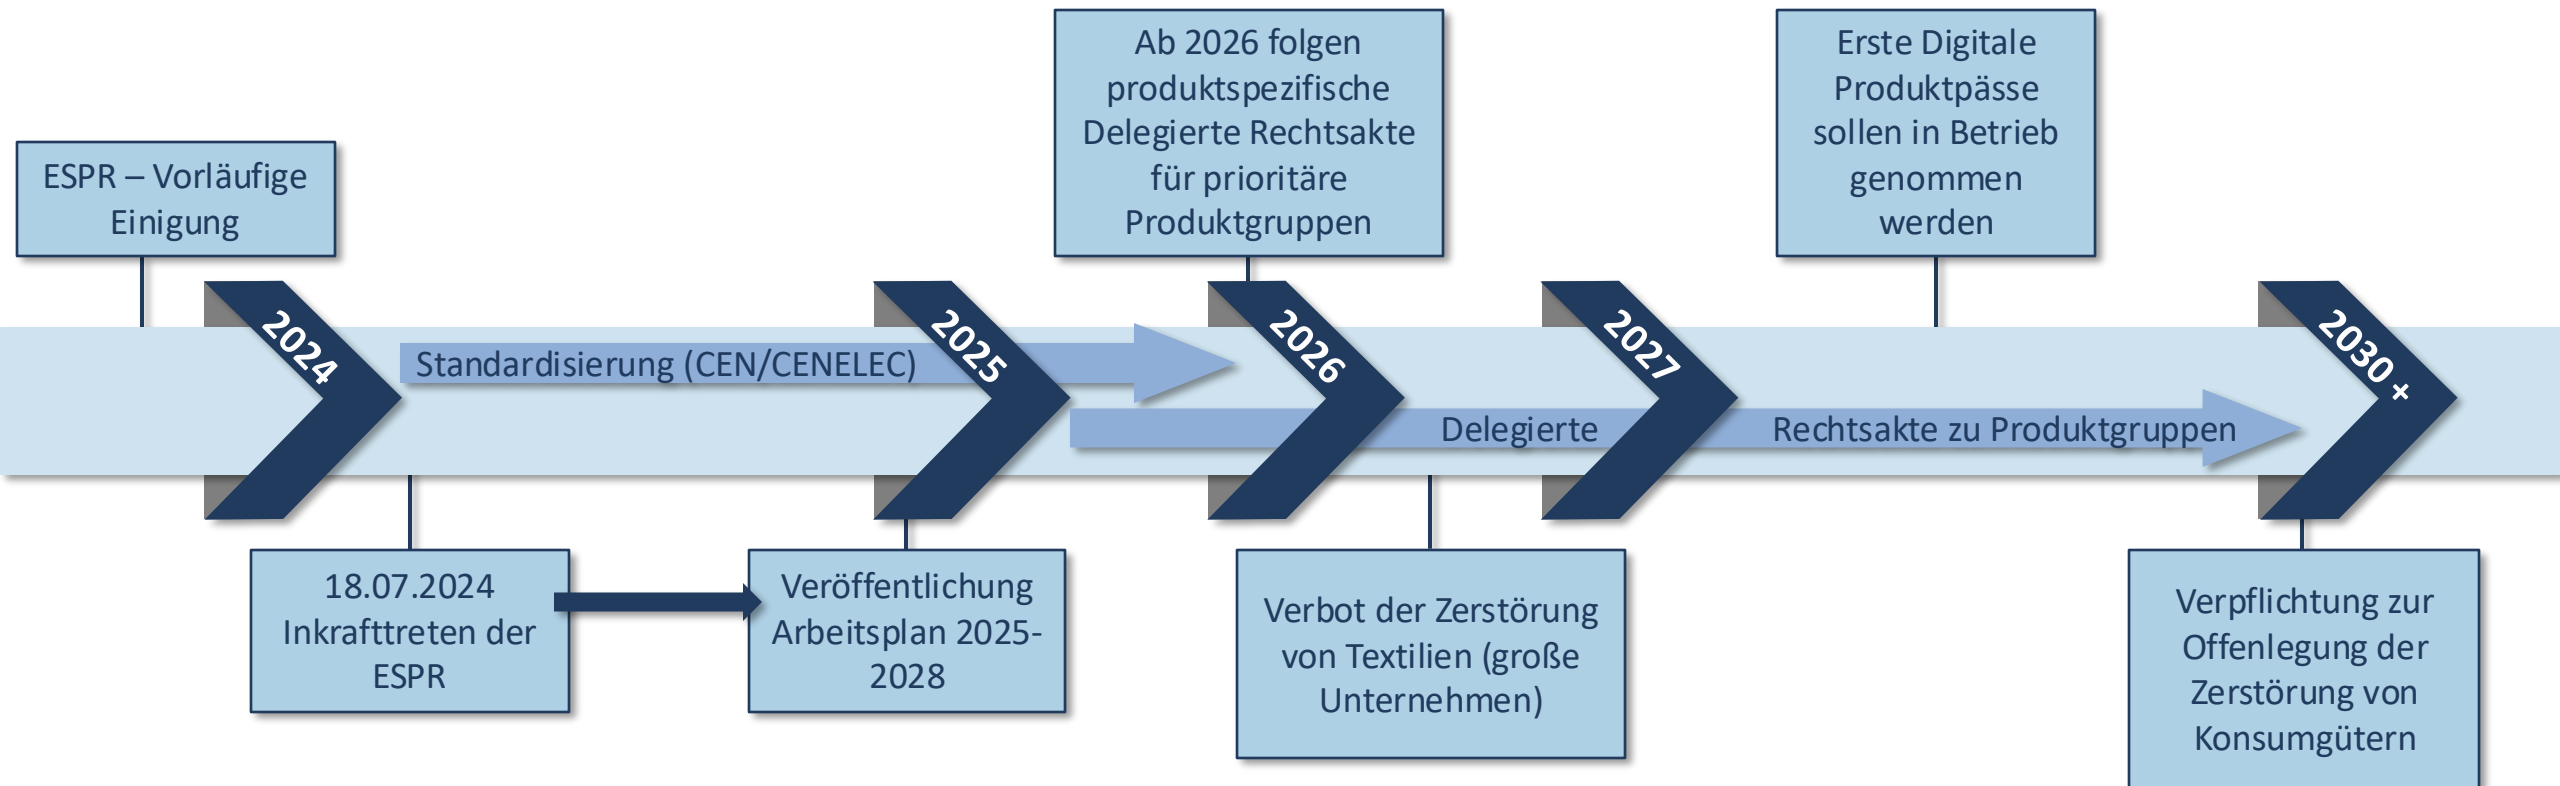 Ab 2026 folgen
produktspezifische
Delegierte Rechtsakte
für prioritäre
Produktgruppen
Erste Digitale
Produktpässe
sollen in Betrieb
genommen
werden
ESPR – Vorläufige
Einigung
2024
2025
2026
2027
2030 +
Standardisierung (CEN/CENELEC)
Delegierte Rechtsakte zu Produktgruppen
18.07.2024
Inkrafttreten der
ESPR
Veröffentlichung
Arbeitsplan 2025-
2028
Verbot der Zerstörung
von Textilien (große
Unternehmen)
Verpflichtung zur
Offenlegung der
Zerstörung von
Konsumgütern